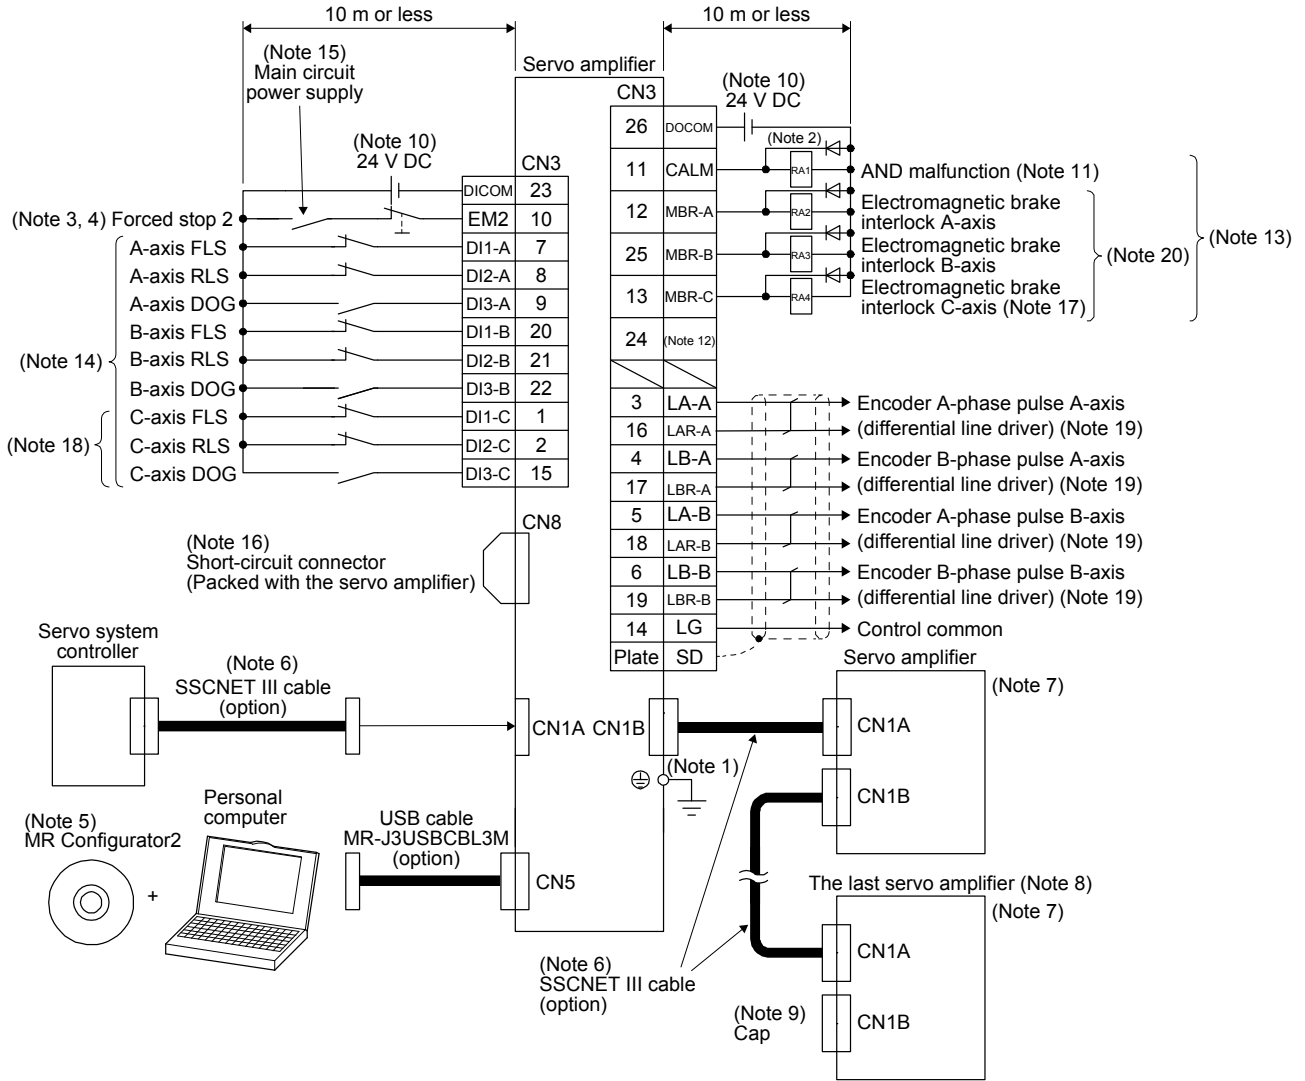 10 m or less
10 m or less
(Note 15)
Main circuit
power supply
Servo amplifier
(Note 10)
24 V DC
CN3
(Note 10)
24 V DC
CN3
DICOM 23
(Note 3, 4) Forced stop 2 EM2 10
A-axis FLS DI1-A 7
A-axis RLS DI2-A 8
A-axis DOG DI3-A 9
B-axis FLS DI1-B 20
(Note 14) B-axis RLS DI2-B 21
B-axis DOG DI3-B 22
C-axis FLS DI1-C 1
(Note 18) C-axis RLS DI2-C 2
C-axis DOG DI3-C 15
26 DOCOM
(Note 2)
11 CALM RA1 AND malfunction (Note 11)
12 MBR-A RA2 Electromagnetic brake
interlock A-axis
25 MBR-B RA3 Electromagnetic brake
interlock B-axis
13 MBR-C RA4 Electromagnetic brake
interlock C-axis (Note 17)
(Note 20)
(Note 13)
24 (Note 12)
3 LA-A Encoder A-phase pulse A-axis
16 LAR-A (differential line driver) (Note 19)
4 LB-A Encoder B-phase pulse A-axis
17 LBR-A (differential line driver) (Note 19)
5 LA-B Encoder A-phase pulse B-axis
18 LAR-B (differential line driver) (Note 19)
6 LB-B Encoder B-phase pulse B-axis
19 LBR-B (differential line driver) (Note 19)
14 LG Control common
Plate SD
CN8
(Note 16)
Short-circuit connector
(Packed with the servo amplifier)
Servo system
controller
(Note 6)
SSCNET III cable
(option)
CN1A CN1B
(Note 1)
Servo amplifier
(Note 7)
CN1A
CN1B
(Note 5)
MR Configurator2
+
Personal
computer
USB cable
MR-J3USBCBL3M
(option)
CN5
The last servo amplifier (Note 8)
(Note 7)
CN1A
CN1B
(Note 6)
SSCNET III cable
(option)
(Note 9)
Cap